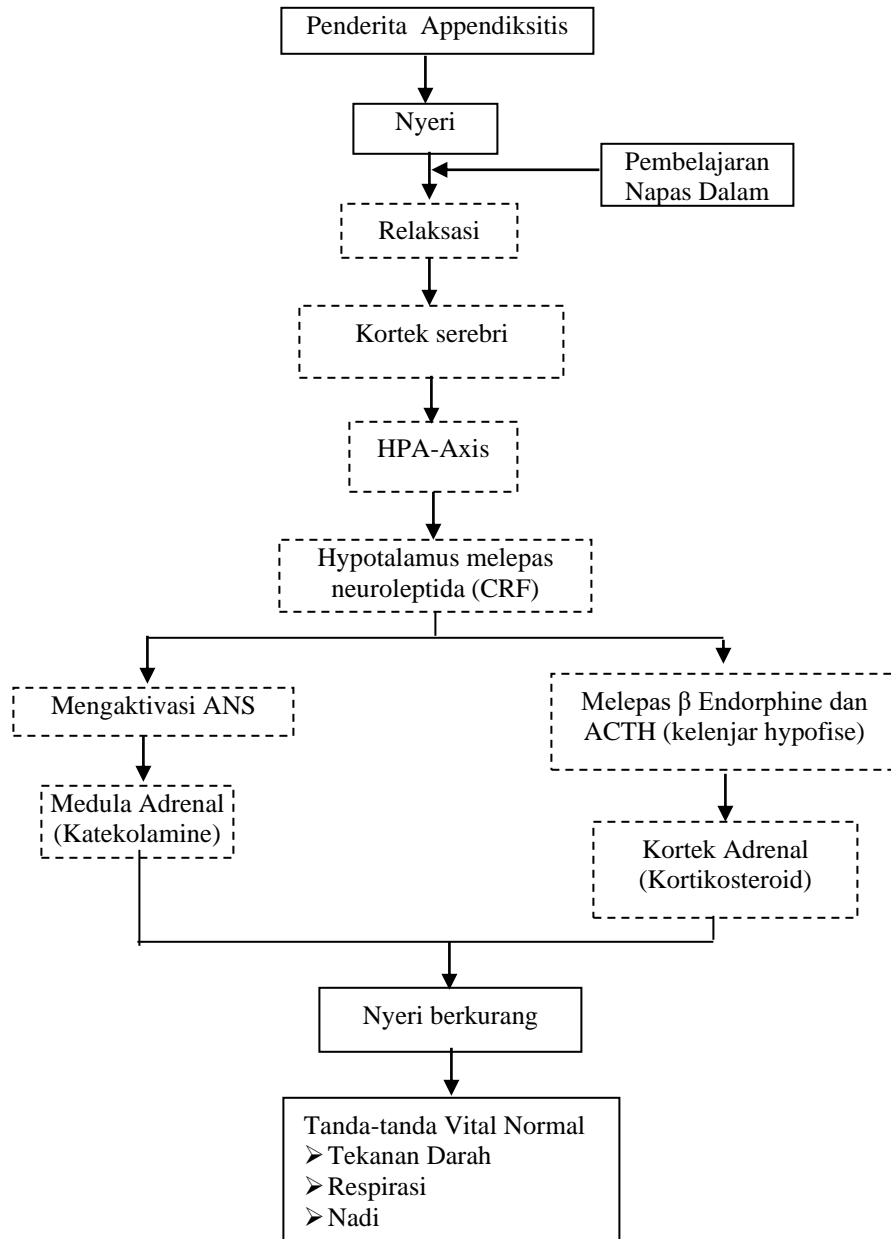 Penderita Appendiksitis
Nyeri
Pembelajaran
Napas Dalam
Relaksasi
Kortek serebri
HPA-Axis
Hypotalamus melepas
neuroleptida (CRF)
Mengaktivasi ANS
Melepas β Endorphine dan
ACTH (kelenjar hypofise)
Medula Adrenal
(Katekolamine)
Kortek Adrenal
(Kortikosteroid)
Nyeri berkurang
Tanda-tanda Vital Normal
➢ Tekanan Darah
➢ Respirasi
➢ Nadi